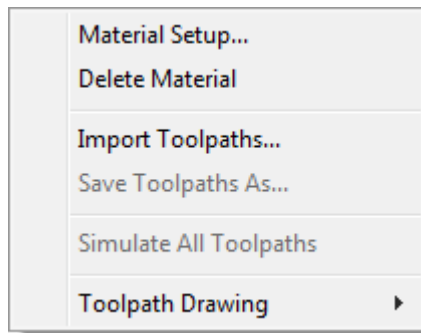 Material Setup...
Delete Material
Import Toolpaths...
Save Toolpaths As...
Simulate All Toolpaths
Toolpath Drawing